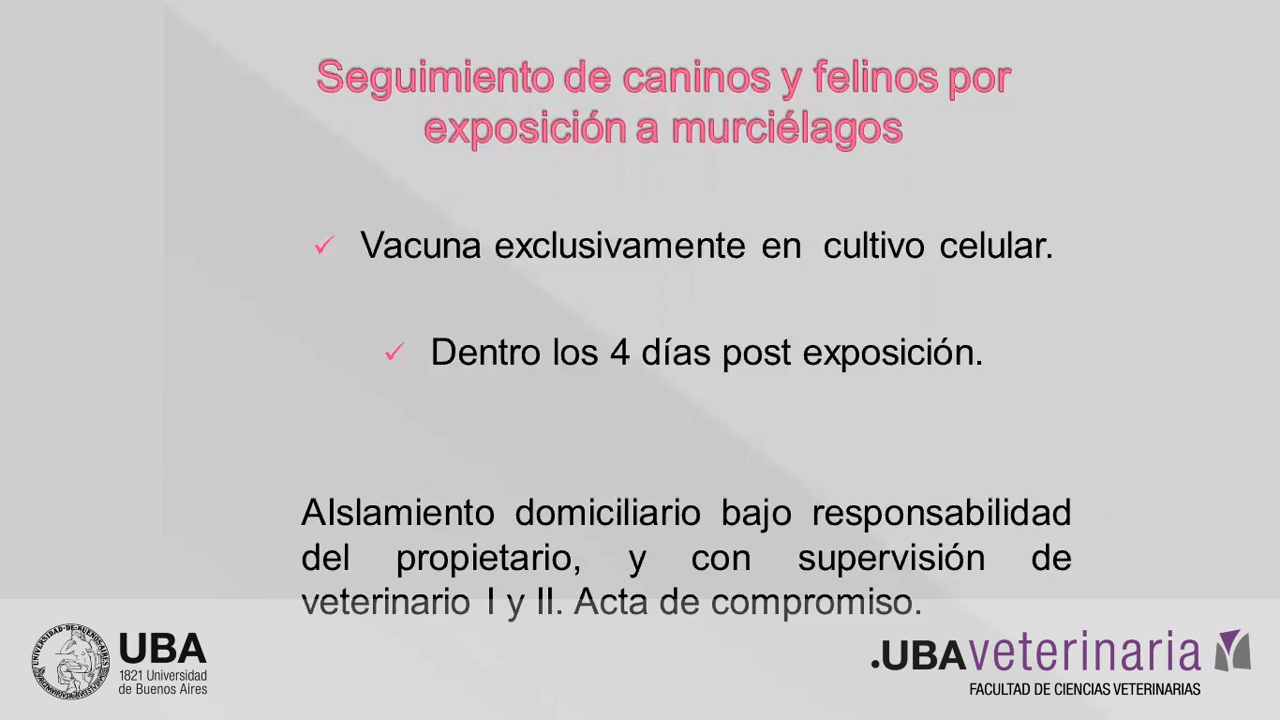 Seguimiento de caninos y felinos por
exposición a murciélagos
✓ Vacuna exclusivamente en cultivo celular.
✓ Dentro los 4 días post exposición.
AIslamiento domiciliario bajo responsabilidad
del propietario, y con supervisión de
veterinario I y II. Acta de compromiso.
UBA
1821 Universidad
de Buenos Aires
.UBAveterinaria
FACULTAD DE CIENCIAS VETERINARIAS